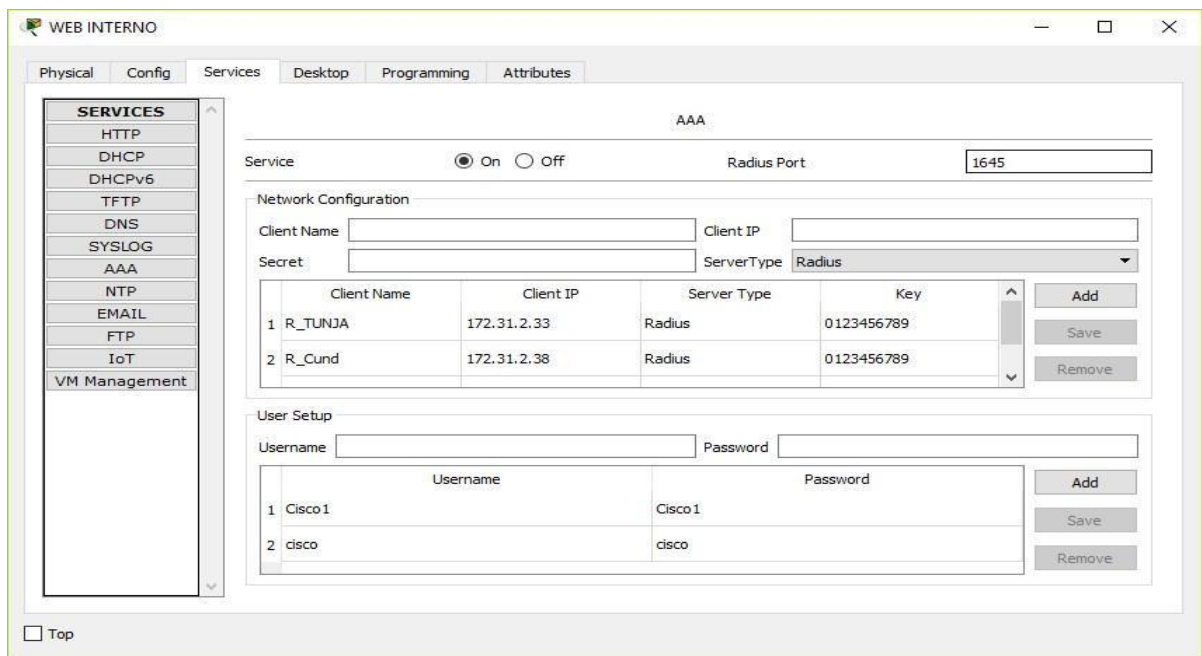 WEB INTERNO
Physical Config Services Desktop Programming Attributes
SERVICES
HTTP
DHCP
DHCPv6
TFTP
DNS
SYSLOG
AAA
NTP
EMAIL
FTP
IoT
VM Management
AAA
Service On Off Radius Port 1645
Network Configuration
Client Name Client IP
Secret ServerType Radius
Client Name Client IP Server Type Key
1 R_TUNJA 172.31.2.33 Radius 0123456789
2 R_Cund 172.31.2.38 Radius 0123456789
Add
Save
Remove
User Setup
Username Password
Username Password
1 Cisco1 Cisco1
2 cisco cisco
Add
Save
Remove
Top